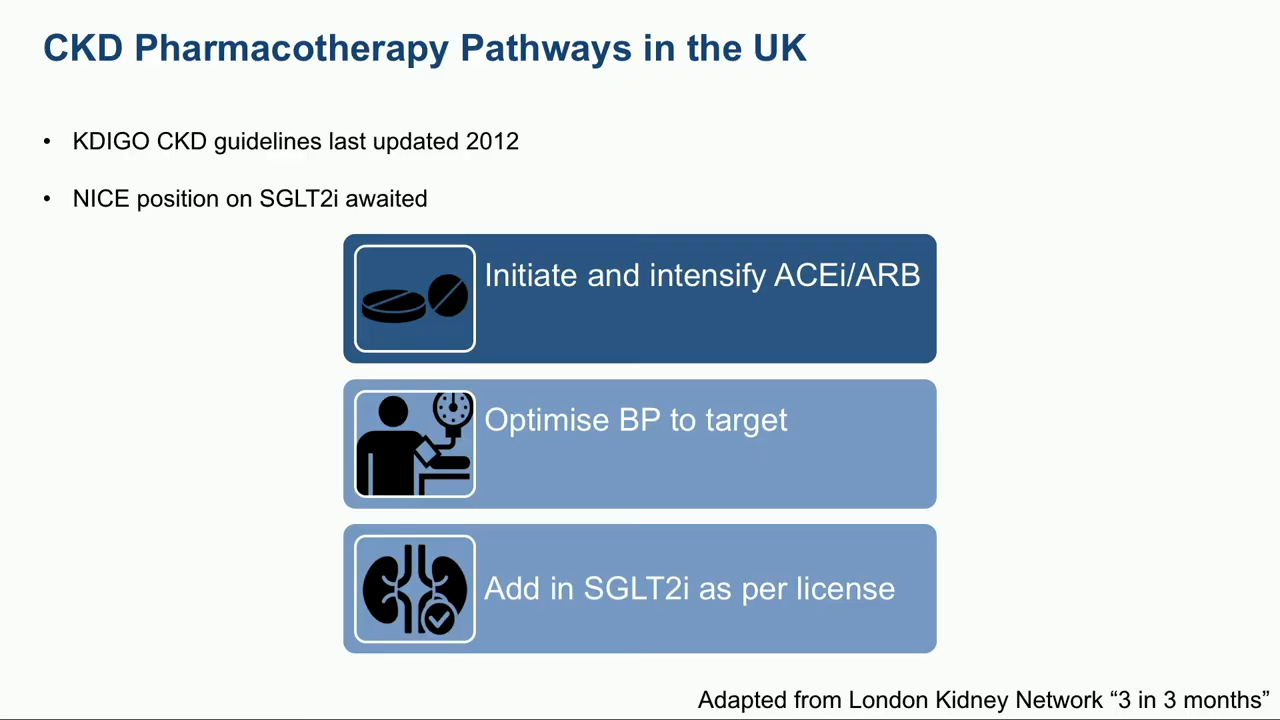 CKD Pharmacotherapy Pathways in the UK
• KDIGO CKD guidelines last updated 2012
• NICE position on SGLT2i awaited
Initiate and intensify ACEi/ARB
Optimise BP to target
Add in SGLT2i as per license
Adapted from London Kidney Network “3 in 3 months”